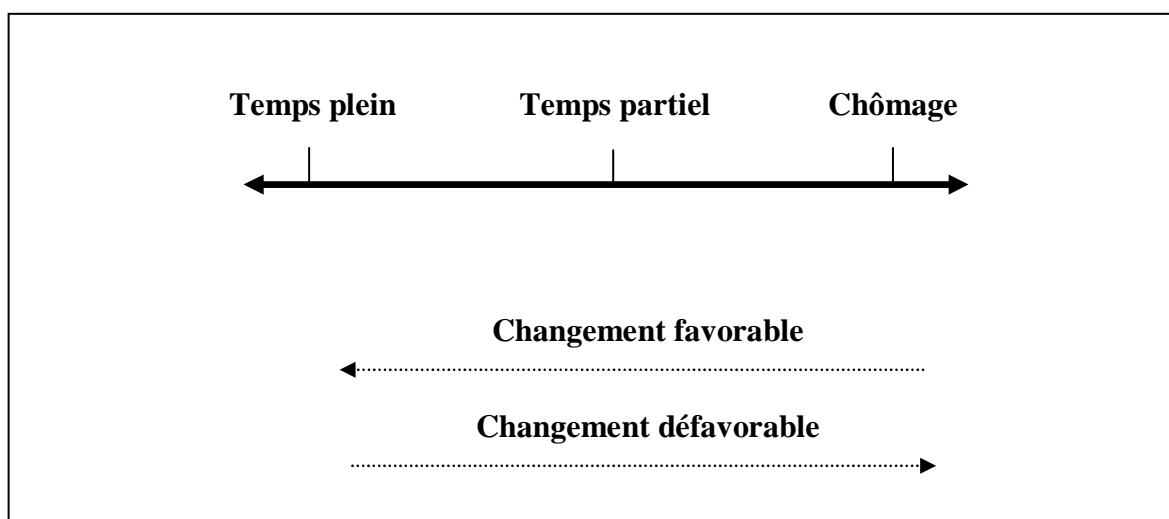 Temps plein Temps partiel Chômage
Changement favorable
Changement défavorable